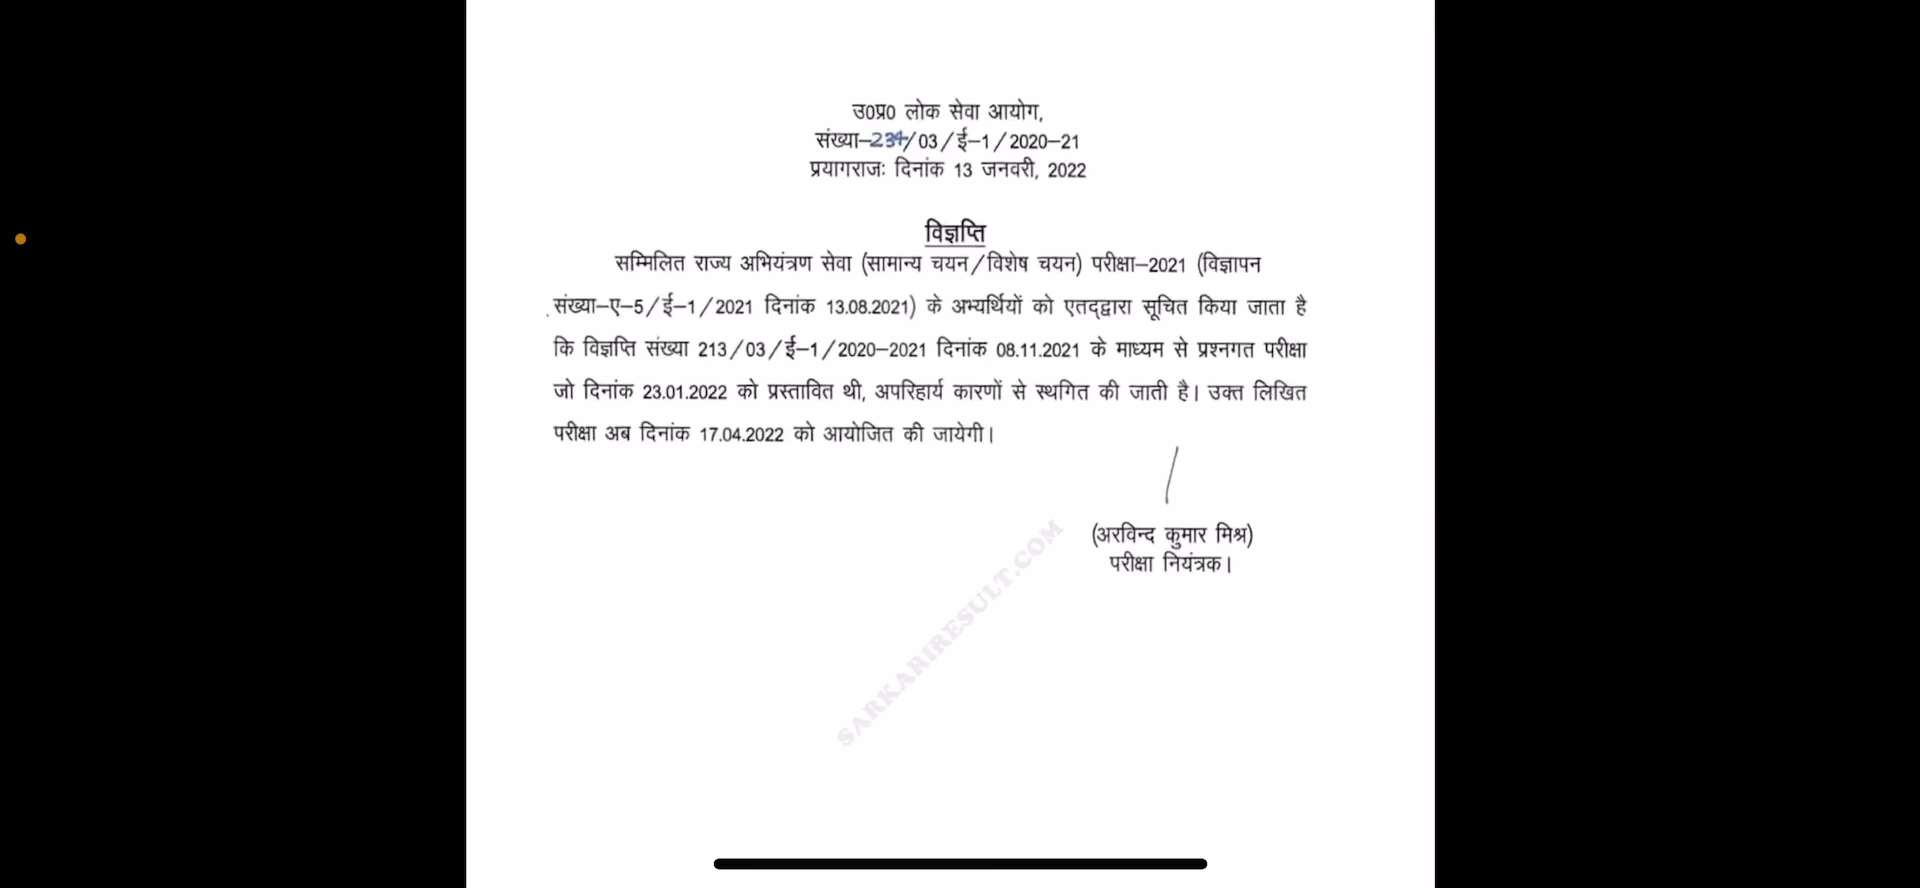 उ0प्र0 लोक सेवा आयोग,
संख्या–234/03/ई–1/2020–21
प्रयागराजः दिनांक 13 जनवरी, 2022
विज्ञप्ति
सम्मिलित राज्य अभियंत्रण सेवा (सामान्य चयन/विशेष चयन) परीक्षा–2021 (विज्ञापन
संख्या–ए–5/ई–1/2021 दिनांक 13.08.2021) के अभ्यर्थियों को एतद्द्वारा सूचित किया जाता है
कि विज्ञप्ति संख्या 213/03/ई–1/2020–2021 दिनांक 08.11.2021 के माध्यम से प्रश्नगत परीक्षा
जो दिनांक 23.01.2022 को प्रस्तावित थी, अपरिहार्य कारणों से स्थगित की जाती है। उक्त लिखित
परीक्षा अब दिनांक 17.04.2022 को आयोजित की जायेगी।
(अरविन्द कुमार मिश्र)
परीक्षा नियंत्रक।
SARKARIRESULT.COM